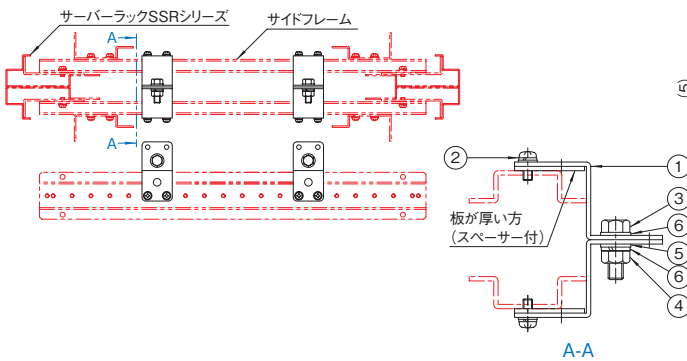 サーバーラックSSRシリーズ
サイドフレーム
A
A
(5)
②
①
③
⑥
⑤
⑥
④
板が厚い方
(スペーサー付)
A-A